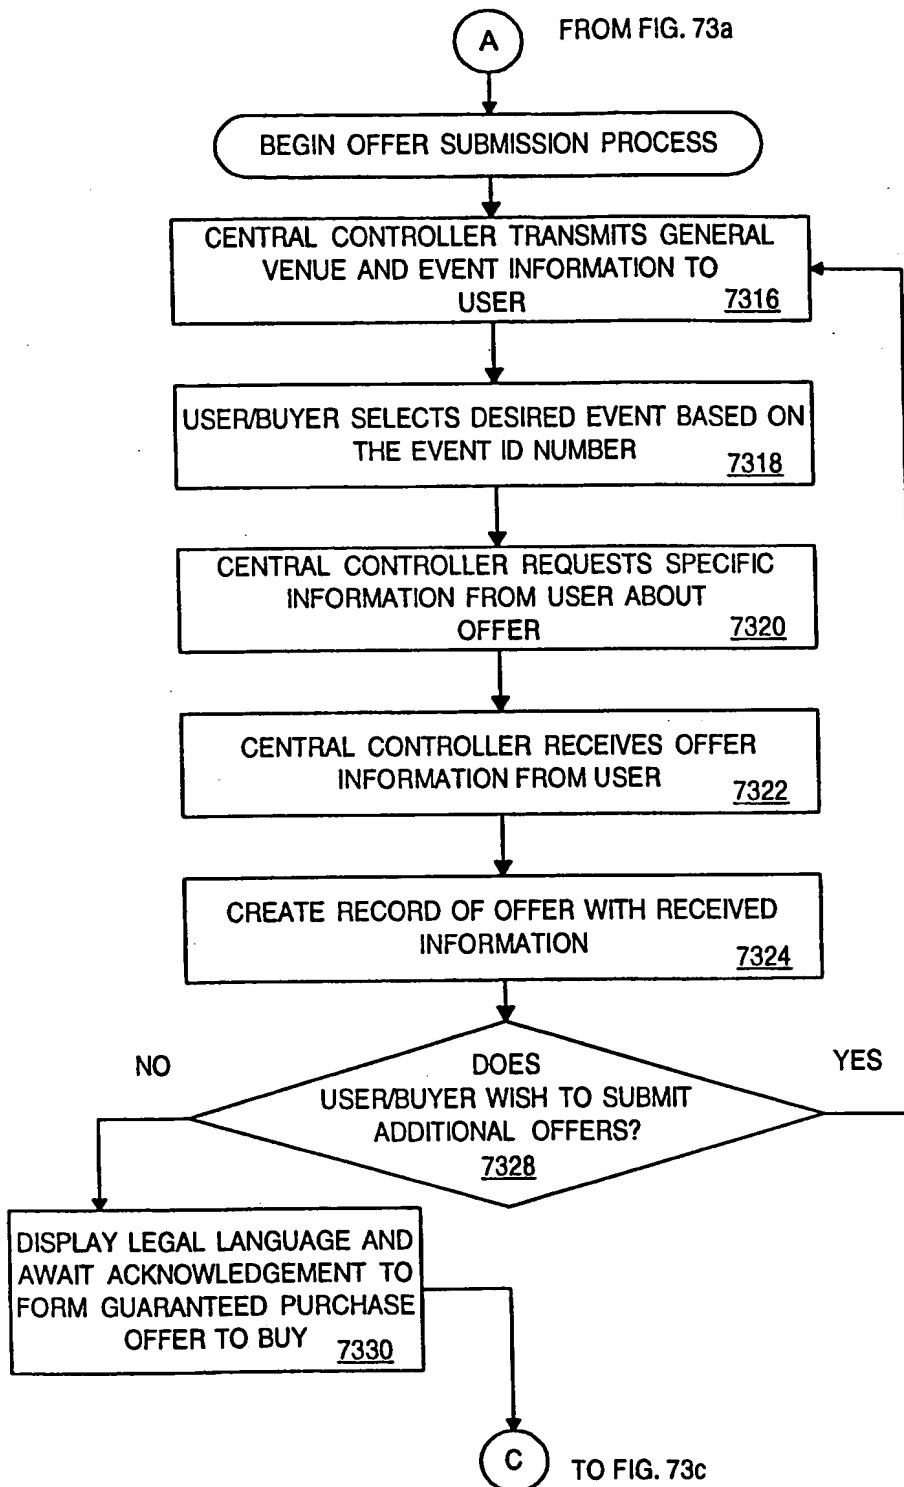 A
FROM FIG. 73a
BEGIN OFFER SUBMISSION PROCESS
CENTRAL CONTROLLER TRANSMITS GENERAL
VENUE AND EVENT INFORMATION TO
USER
7316
USER/BUYER SELECTS DESIRED EVENT BASED ON
THE EVENT ID NUMBER
7318
CENTRAL CONTROLLER REQUESTS SPECIFIC
INFORMATION FROM USER ABOUT
OFFER
7320
CENTRAL CONTROLLER RECEIVES OFFER
INFORMATION FROM USER
7322
CREATE RECORD OF OFFER WITH RECEIVED
INFORMATION
7324
NO
YES
DOES
USER/BUYER WISH TO SUBMIT
ADDITIONAL OFFERS?
7328
DISPLAY LEGAL LANGUAGE AND
AWAIT ACKNOWLEDGEMENT TO
FORM GUARANTEED PURCHASE
OFFER TO BUY
7330
C
TO FIG. 73c